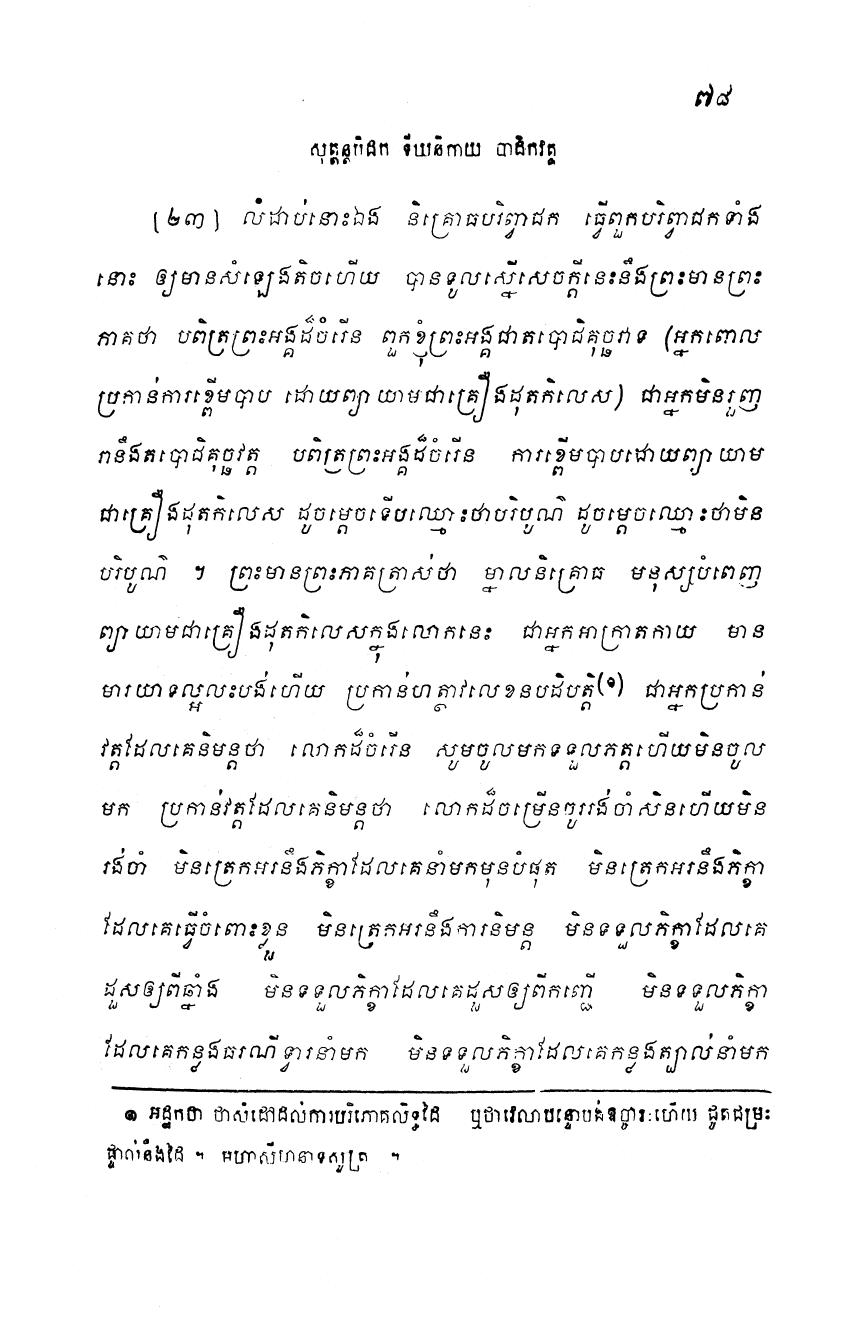 ៧៨
សុត្តន្តបិដក ទីឃនិកាយ បាដិកវគ្គ
(២៣) លំដាប់នោះឯង និគ្រោធបរិព្វាជក ធ្វើពួកបរិព្វាជកទាំង
នោះ ឲ្យមានសំឡេងតិចហើយ បានទូលស្នើសេចក្តីនេះនឹងព្រះមានព្រះ
ភាគថា បពិត្រព្រះអង្គដ៏ចំរើន ពួកខ្ញុំព្រះអង្គជាតបោជិគុច្ឆវាទ (អ្នកពោល
ប្រកាន់ការខ្ពើមបាប ដោយព្យាយាមជាគ្រឿងដុតកិលេស) ជាអ្នកមិនរួញ
រានឹងតបោជិគុច្ឆវត្ត បពិត្រព្រះអង្គដ៏ចំរើន ការខ្ពើមបាបដោយព្យាយាម
ជាគ្រឿងដុតកិលេស ដូចម្តេចទើបឈ្មោះថាបរិបូណ៌ ដូចម្តេចឈ្មោះថាមិន
បរិបូណ៌ ។ ព្រះមានព្រះភាគត្រាស់ថា ម្នាលនិគ្រោធ មនុស្សបំពេញ
ព្យាយាមជាគ្រឿងដុតកិលេសក្នុងលោកនេះ ជាអ្នកអាក្រាតកាយ មាន
មារយាទល្អលះបង់ហើយ ប្រកាន់ហត្ថាវលេខនបដិបត្តិ(១) ជាអ្នកប្រកាន់
វត្តដែលគេនិមន្តថា លោកដ៏ចំរើន សូមចូលមកទទួលភត្តហើយមិនចូល
មក ប្រកាន់វត្តដែលគេនិមន្តថា លោកដ៏ចម្រើនចូររង់ចាំសិនហើយមិន
រង់ចាំ មិនត្រេកអរនឹងភិក្ខាដែលគេនាំមកមុនបំផុត មិនត្រេកអរនឹងភិក្ខា
ដែលគេធ្វើចំពោះខ្លួន មិនត្រេកអរនឹងការនិមន្ត មិនទទួលភិក្ខាដែលគេ
ដួសឲ្យពីឆ្នាំង មិនទទួលភិក្ខាដែលគេដួសឲ្យពីកញ្ជើ មិនទទួលភិក្ខា
ដែលគេកន្លងធរណីទ្វារនាំមក មិនទទួលភិក្ខាដែលគេកន្លងត្បាល់នាំមក
១ អដ្ឋកថា ថាសំដៅដល់ការបរិភោគលិទ្ធដៃ ឬថាវេលាបន្ទោបង់ឧច្ចារៈហើយ ដូតជម្រះ
ផ្ទាល់នឹងដៃ ។ មហាសីហនាទសូត្រ ។